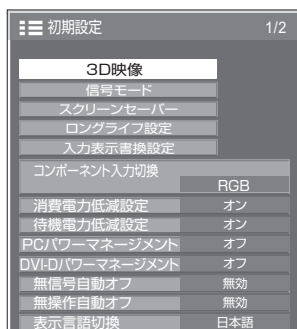 初期設定 1/2
3D映像
信号モード
スクリーンセーバー
ロングライフ設定
入力表示書換設定
コンポーネント入力切換
RGB
消費電力低減設定 オン
待機電力低減設定 オン
PCパワーマネージメント オフ
DVI-Dパワーマネージメント オフ
無信号自動オフ 無効
無操作自動オフ 無効
表示言語切換 日本語